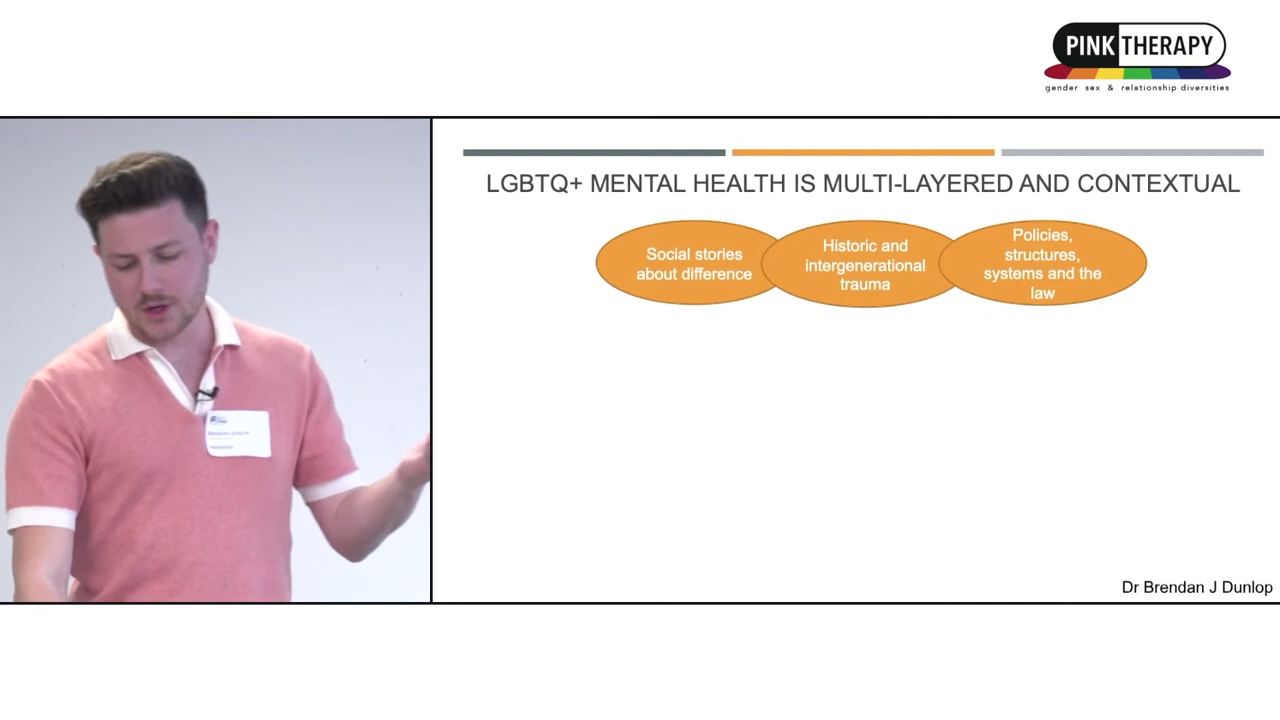 PINK THERAPY
gender sex & relationship diversities
LGBTQ+ MENTAL HEALTH IS MULTI-LAYERED AND CONTEXTUAL
Social stories
about difference
Historic and
intergenerational
trauma
Policies,
structures,
systems and the
law
Dr Brendan J Dunlop